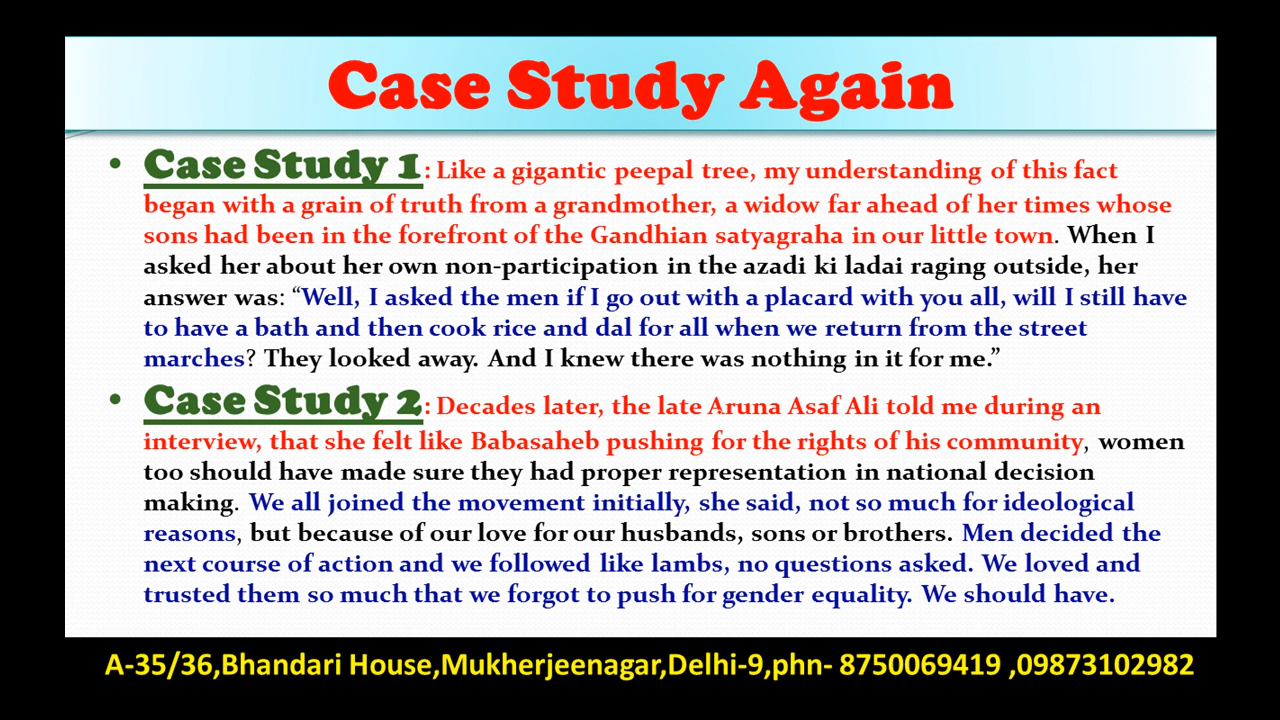 Case Study Again
• Case Study 1: Like a gigantic peepal tree, my understanding of this fact
began with a grain of truth from a grandmother, a widow far ahead of her times whose
sons had been in the forefront of the Gandhian satyagraha in our little town. When I
asked her about her own non-participation in the azadi ki ladai raging outside, her
answer was: “Well, I asked the men if I go out with a placard with you all, will I still have
to have a bath and then cook rice and dal for all when we return from the street
marches? They looked away. And I knew there was nothing in it for me.”
• Case Study 2: Decades later, the late Aruna Asaf Ali told me during an
interview, that she felt like Babasaheb pushing for the rights of his community, women
too should have made sure they had proper representation in national decision
making. We all joined the movement initially, she said, not so much for ideological
reasons, but because of our love for our husbands, sons or brothers. Men decided the
next course of action and we followed like lambs, no questions asked. We loved and
trusted them so much that we forgot to push for gender equality. We should have.
A-35/36,Bhandari House,Mukherjeenagar,Delhi-9,phn- 8750069419 ,09873102982